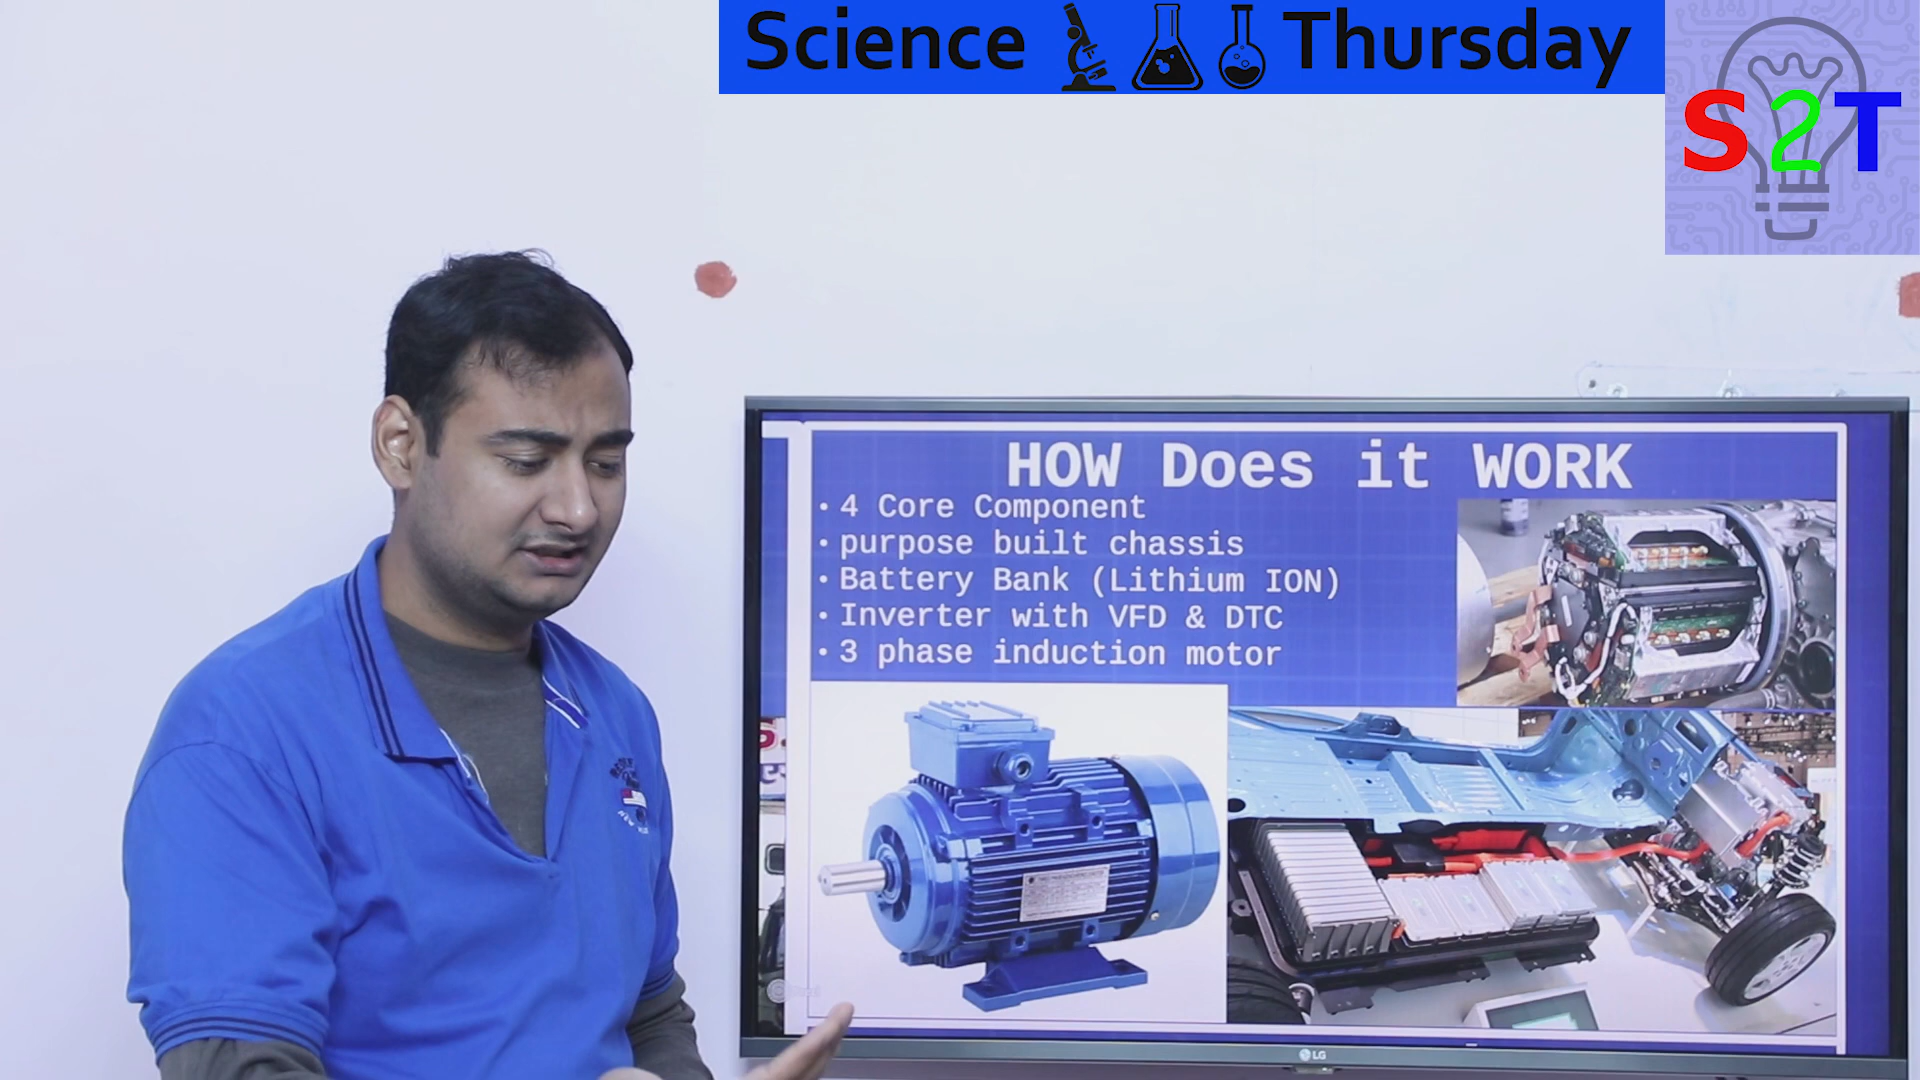 Science Thursday
S2T
HOW Does it WORK
• 4 Core Component
• purpose built chassis
• Battery Bank (Lithium ION)
• Inverter with VFD & DTC
• 3 phase induction motor
LG